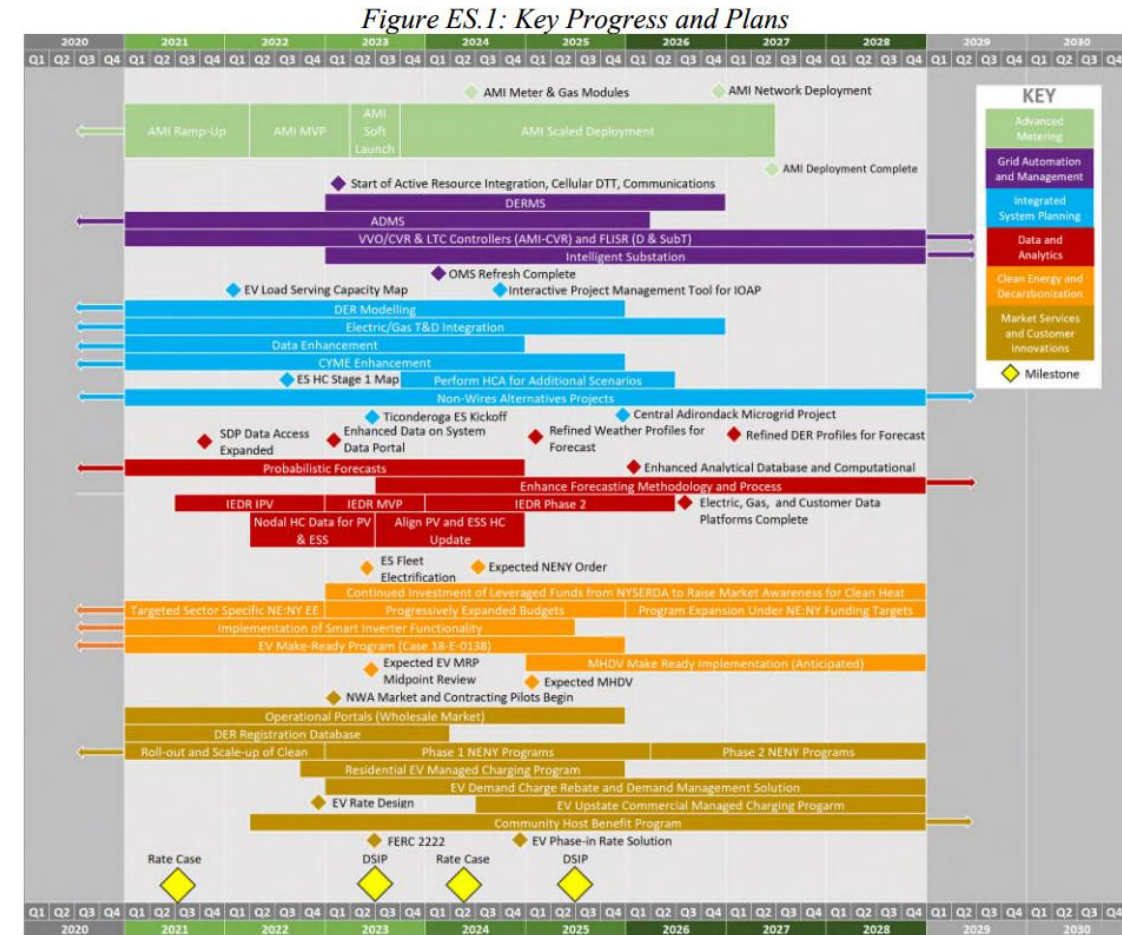 Figure ES.1: Key Progress and Plans
2020 2021 2022 2023 2024 2025 2026 2027 2028 2029 2030
Q1 Q2 Q3 Q4 Q1 Q2 Q3 Q4 Q1 Q2 Q3 Q4 Q1 Q2 Q3 Q4 Q1 Q2 Q3 Q4 Q1 Q2 Q3 Q4 Q1 Q2 Q3 Q4 Q1 Q2 Q3 Q4 Q1 Q2 Q3 Q4 Q1 Q2 Q3 Q4 Q1 Q2 Q3 Q4
AMI Meter & Gas Modules
AMI Network Deployment
AMI Ramp-Up
AMI MVP
AMI
Soft
Launch
AMI Scaled Deployment
AMI Deployment Complete
Start of Active Resource Integration, Cellular DTT, Communications
DERMS
ADMS
VVO/CVR & LTC Controllers (AMI-CVR) and FLISR (D & SubT)
Intelligent Substation
OMS Refresh Complete
EV Load Serving Capacity Map
Interactive Project Management Tool for IOAP
DER Modelling
Electric/Gas T&D Integration
Data Enhancement
CYME Enhancement
ES HC Stage 1 Map
Perform HCA for Additional Scenarios
Non-Wires Alternatives Projects
Ticonderoga ES Kickoff
Central Adirondack Microgrid Project
SDP Data Access
Expanded
Enhanced Data on System
Data Portal
Refined Weather Profiles for
Forecast
Refined DER Profiles for Forecast
Probabilistic Forecasts
Enhanced Analytical Database and Computational
Enhance Forecasting Methodology and Process
IEDR IPV
IEDR MVP
IEDR Phase 2
Electric, Gas, and Customer Data
Platforms Complete
Nodal HC Data for PV
& ESS
Align PV and ESS HC
Update
ES Fleet
Electrification
Expected NENY Order
Continued Investment of Leveraged Funds from NYSERDA to Raise Market Awareness for Clean Heat
Targeted Sector Specific NE:NY EE
Progressively Expanded Budgets
Program Expansion Under NE:NY Funding Targets
Implementation of Smart Inverter Functionality
EV Make-Ready Program (Case 18-E-0138)
Expected EV MRP
Midpoint Review
MHDV Make Ready Implementation (Anticipated)
Expected MHDV
NWA Market and Contracting Pilots Begin
Operational Portals (Wholesale Market)
DER Registration Database
Roll-out and Scale-up of Clean
Phase 1 NENY Programs
Phase 2 NENY Programs
Residential EV Managed Charging Program
EV Demand Charge Rebate and Demand Management Solution
EV Rate Design
EV Upstate Commercial Managed Charging Progarm
Community Host Benefit Program
FERC 2222
EV Phase-in Rate Solution
Rate Case
DSIP
Rate Case
DSIP
Q1 Q2 Q3 Q4 Q1 Q2 Q3 Q4 Q1 Q2 Q3 Q4 Q1 Q2 Q3 Q4 Q1 Q2 Q3 Q4 Q1 Q2 Q3 Q4 Q1 Q2 Q3 Q4 Q1 Q2 Q3 Q4 Q1 Q2 Q3 Q4 Q1 Q2 Q3 Q4 Q1 Q2 Q3 Q4
2020 2021 2022 2023 2024 2025 2026 2027 2028 2029 2030
KEY
Advanced
Metering
Grid Automation
and Management
Integrated
System Planning
Data and
Analytics
Clean Energy and
Decarbonization
Market Services
and Customer
Innovations
Milestone